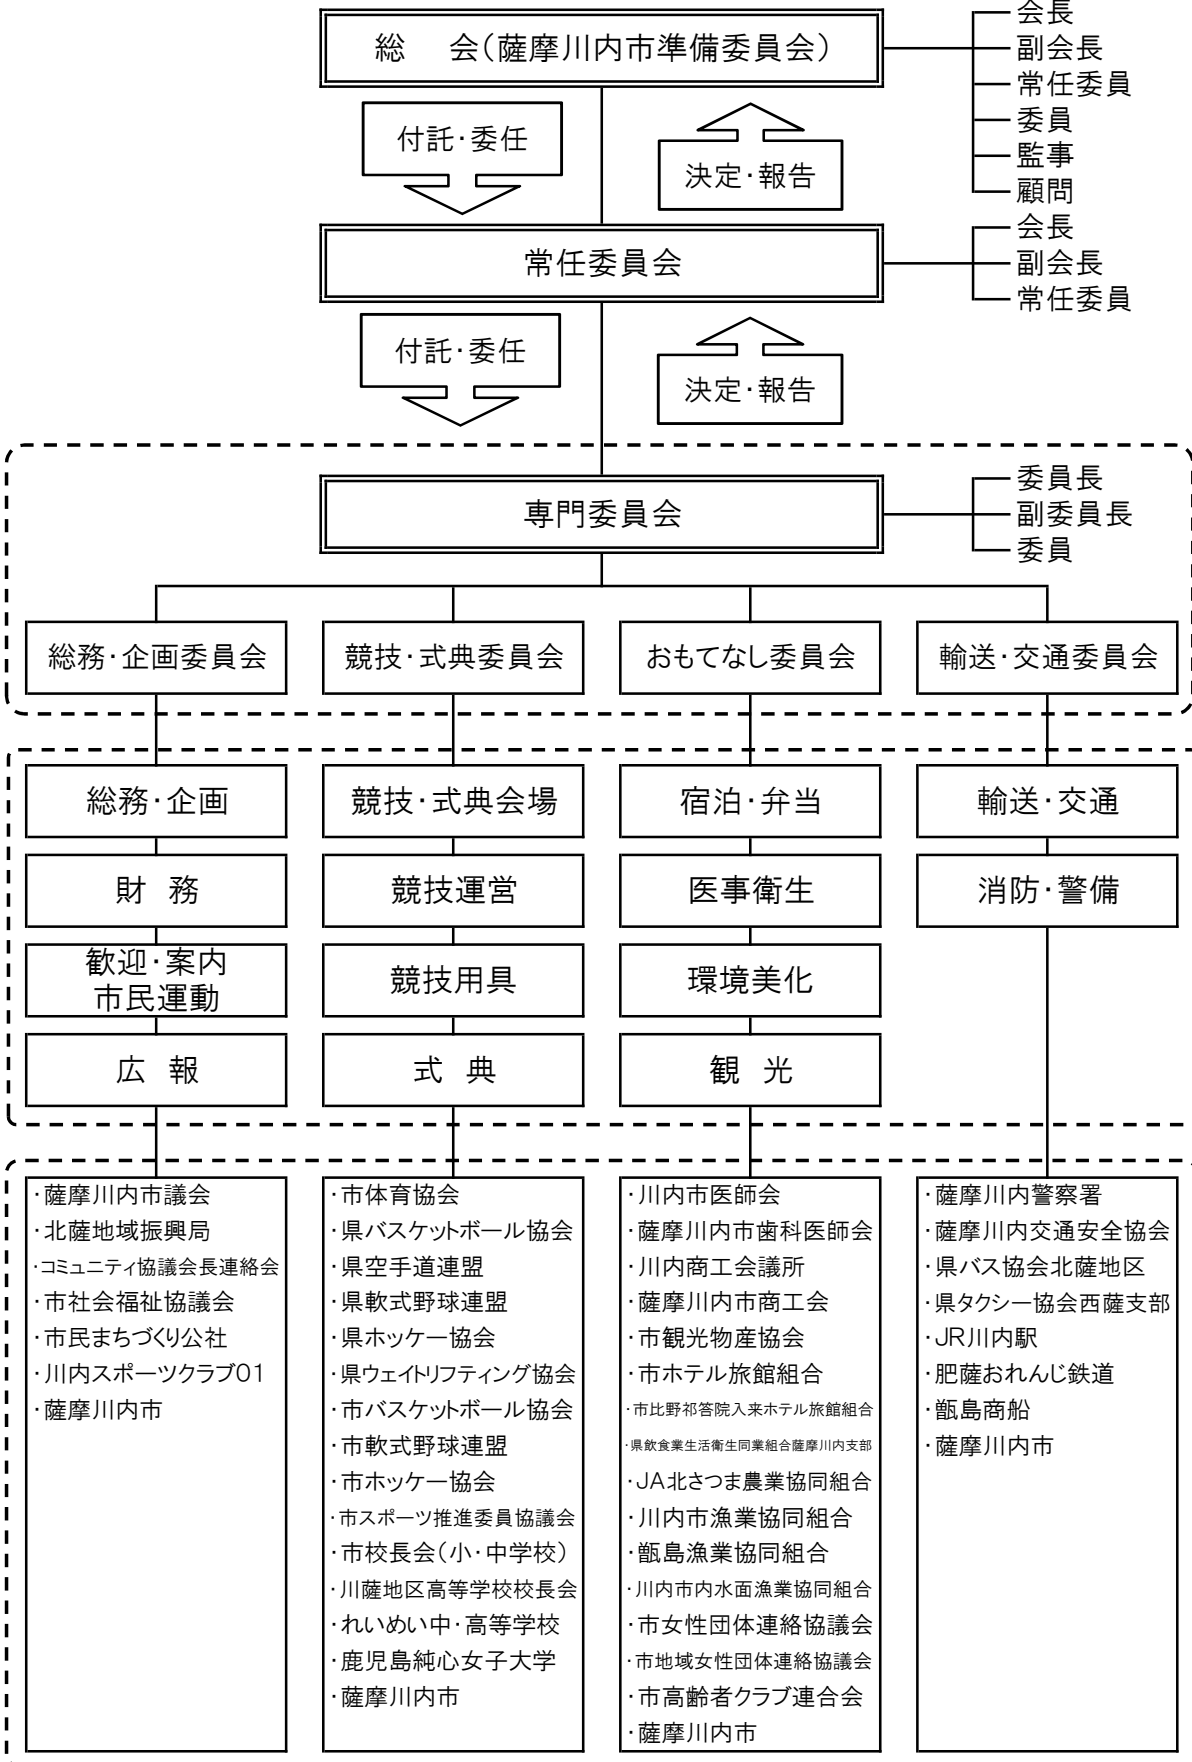 総　会（薩摩川内市準備委員会）
会長
副会長
常任委員
委員
監事
顧問
付託・委任
決定・報告
常任委員会
会長
副会長
常任委員
付託・委任
決定・報告
専門委員会
委員長
副委員長
委員
総務・企画委員会
競技・式典委員会
おもてなし委員会
輸送・交通委員会
総務・企画
財　務
歓迎・案内
市民運動
広　報
競技・式典会場
競技運営
競技用具
式　典
宿泊・弁当
医事衛生
環境美化
観　光
輸送・交通
消防・警備
・薩摩川内市議会
・北薩地域振興局
・コミュニティ協議会長連絡会
・市社会福祉協議会
・市民まちづくり公社
・川内スポーツクラブ01
・薩摩川内市
・市体育協会
・県バスケットボール協会
・県空手道連盟
・県軟式野球連盟
・県ホッケー協会
・県ウェイトリフティング協会
・市バスケットボール協会
・市軟式野球連盟
・市ホッケー協会
・市スポーツ推進委員協議会
・市校長会（小・中学校）
・川薩地区高等学校校長会
・れいめい中・高等学校
・鹿児島純心女子大学
・薩摩川内市
・川内市医師会
・薩摩川内市歯科医師会
・川内商工会議所
・薩摩川内市商工会
・市観光物産協会
・市ホテル旅館組合
・市比野祁答院入来ホテル旅館組合
・県飲食業生活衛生同業組合薩摩川内支部
・JA北さつま農業協同組合
・川内市漁業協同組合
・甑島漁業協同組合
・川内市内水面漁業協同組合
・市女性団体連絡協議会
・市地域女性団体連絡協議会
・市高齢者クラブ連合会
・薩摩川内市
・薩摩川内警察署
・薩摩川内交通安全協会
・県バス協会北薩地区
・県タクシー協会西薩支部
・JR川内駅
・肥薩おれんじ鉄道
・甑島商船
・薩摩川内市